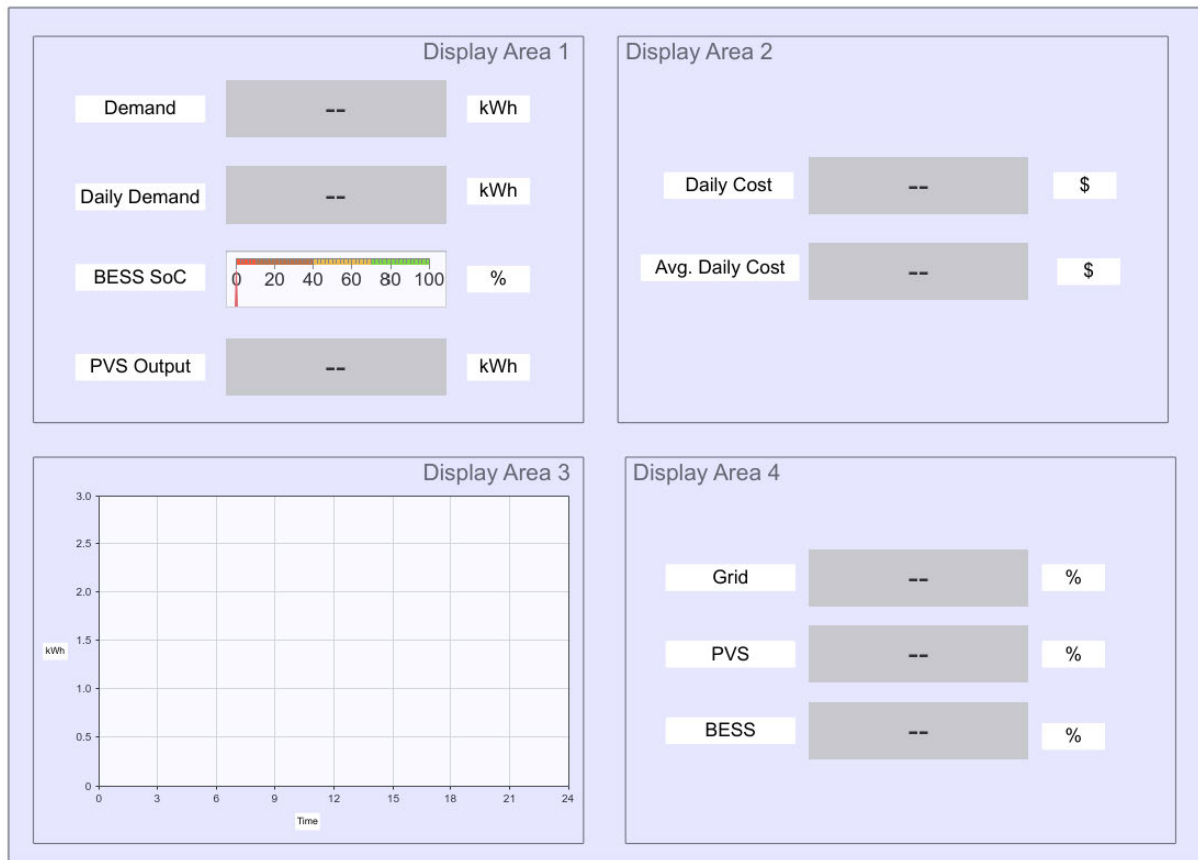 Display Area 1
Demand -- kWh
Daily Demand -- kWh
BESS SoC 0 20 40 60 80 100 %
PVS Output -- kWh
Display Area 2
Daily Cost -- $
Avg. Daily Cost -- $
Display Area 3
3.0
2.5
2.0
1.5
kWh
1.0
0.5
0
0 3 6 9 12 15 18 21 24
Time
Display Area 4
Grid -- %
PVS -- %
BESS -- %